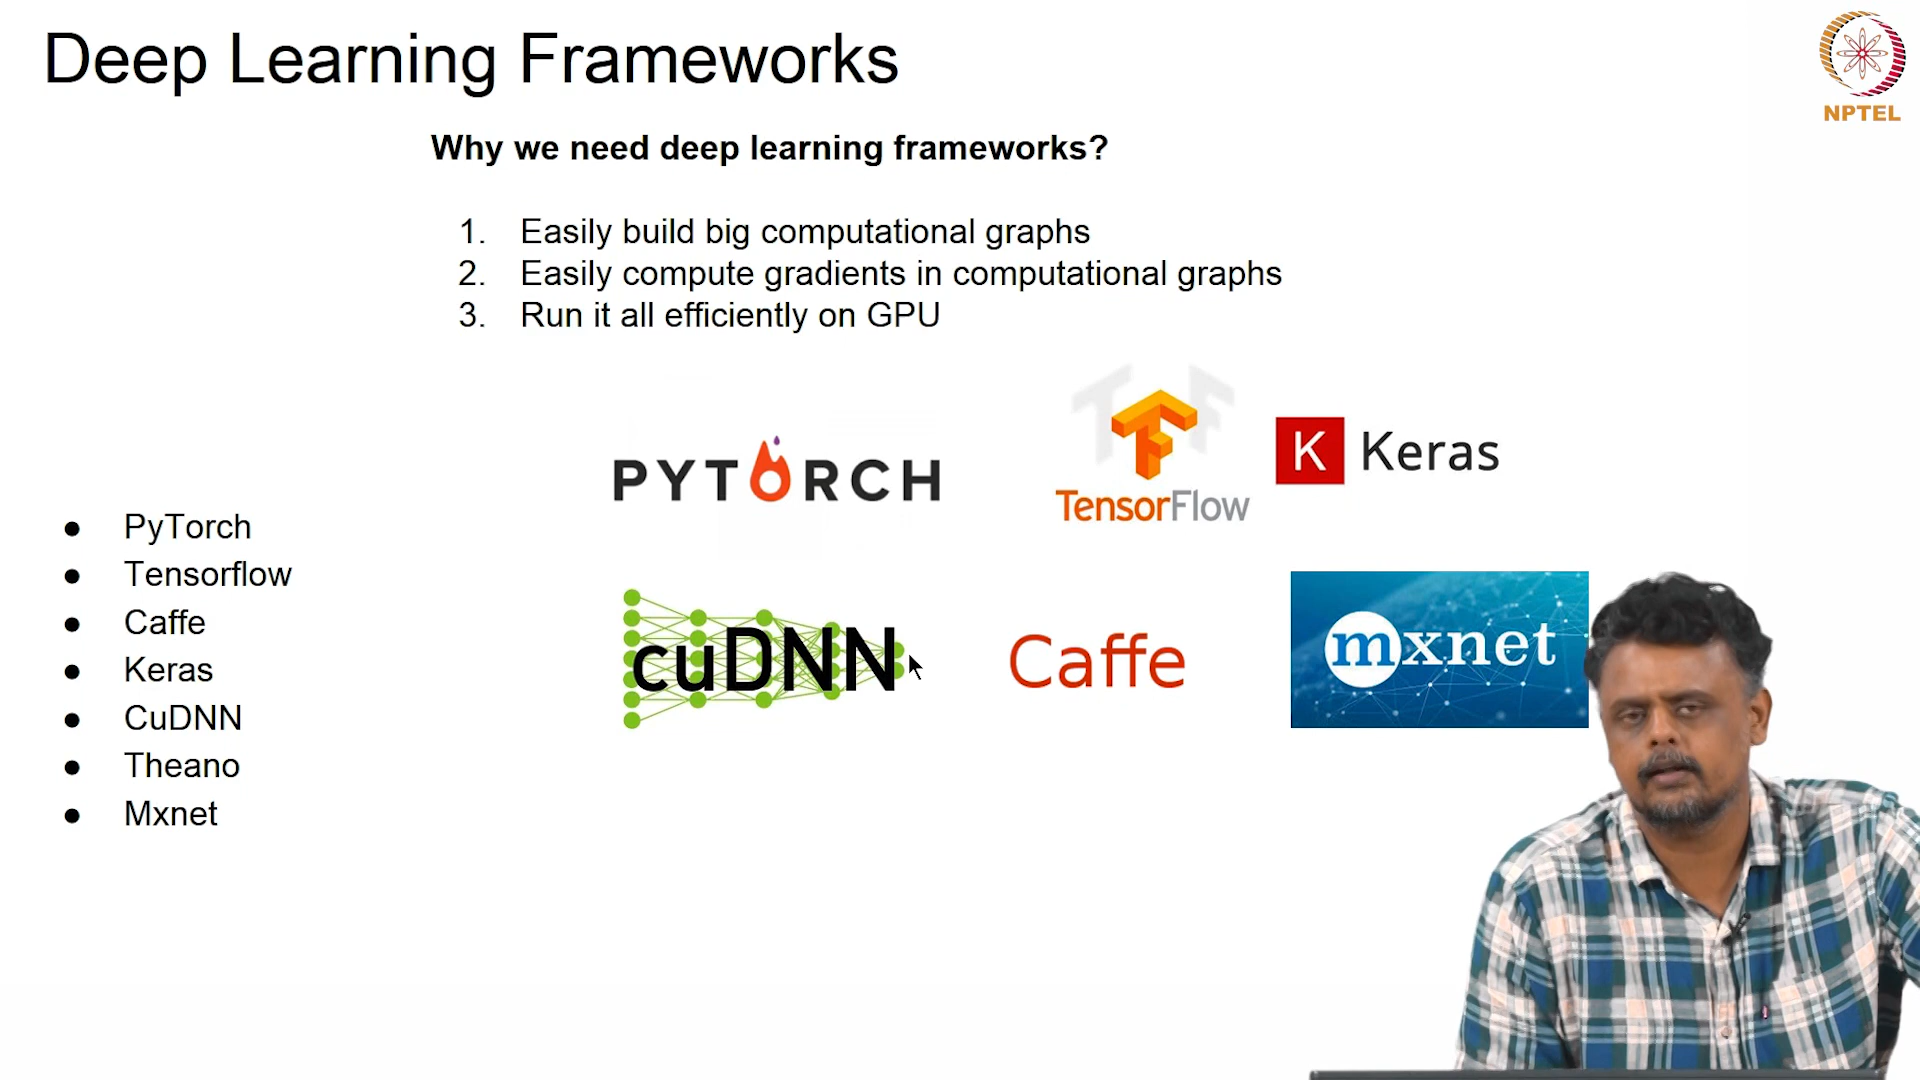 Deep Learning Frameworks
NPTEL
Why we need deep learning frameworks?
1. Easily build big computational graphs
2. Easily compute gradients in computational graphs
3. Run it all efficiently on GPU
PYTORCH
TF
TensorFlow
K Keras
● PyTorch
● Tensorflow
● Caffe
● Keras
● CuDNN
● Theano
● Mxnet
cuDNN
Caffe
mxnet